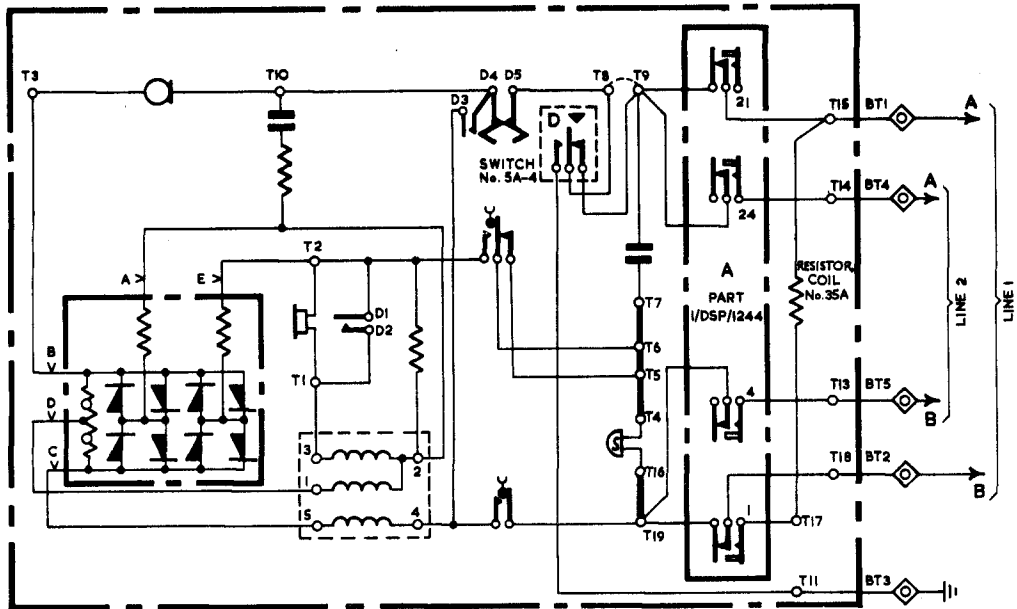 T3
T10
D4 D5
T8
T9
D3
21
T15
BT1
A
D
SWITCH
No. 5A-4
T14
BT4
A
24
T2
A
E
A
PART
1/DSP/1244
RESISTOR,
COIL
No. 35A
LINE 2
LINE 1
D1
D2
T7
T6
T5
T4
B
D
C
T1
4
T13
BT5
B
3
2
S
T16
T18
BT2
B
5
4
T19
1
T17
T11
BT3